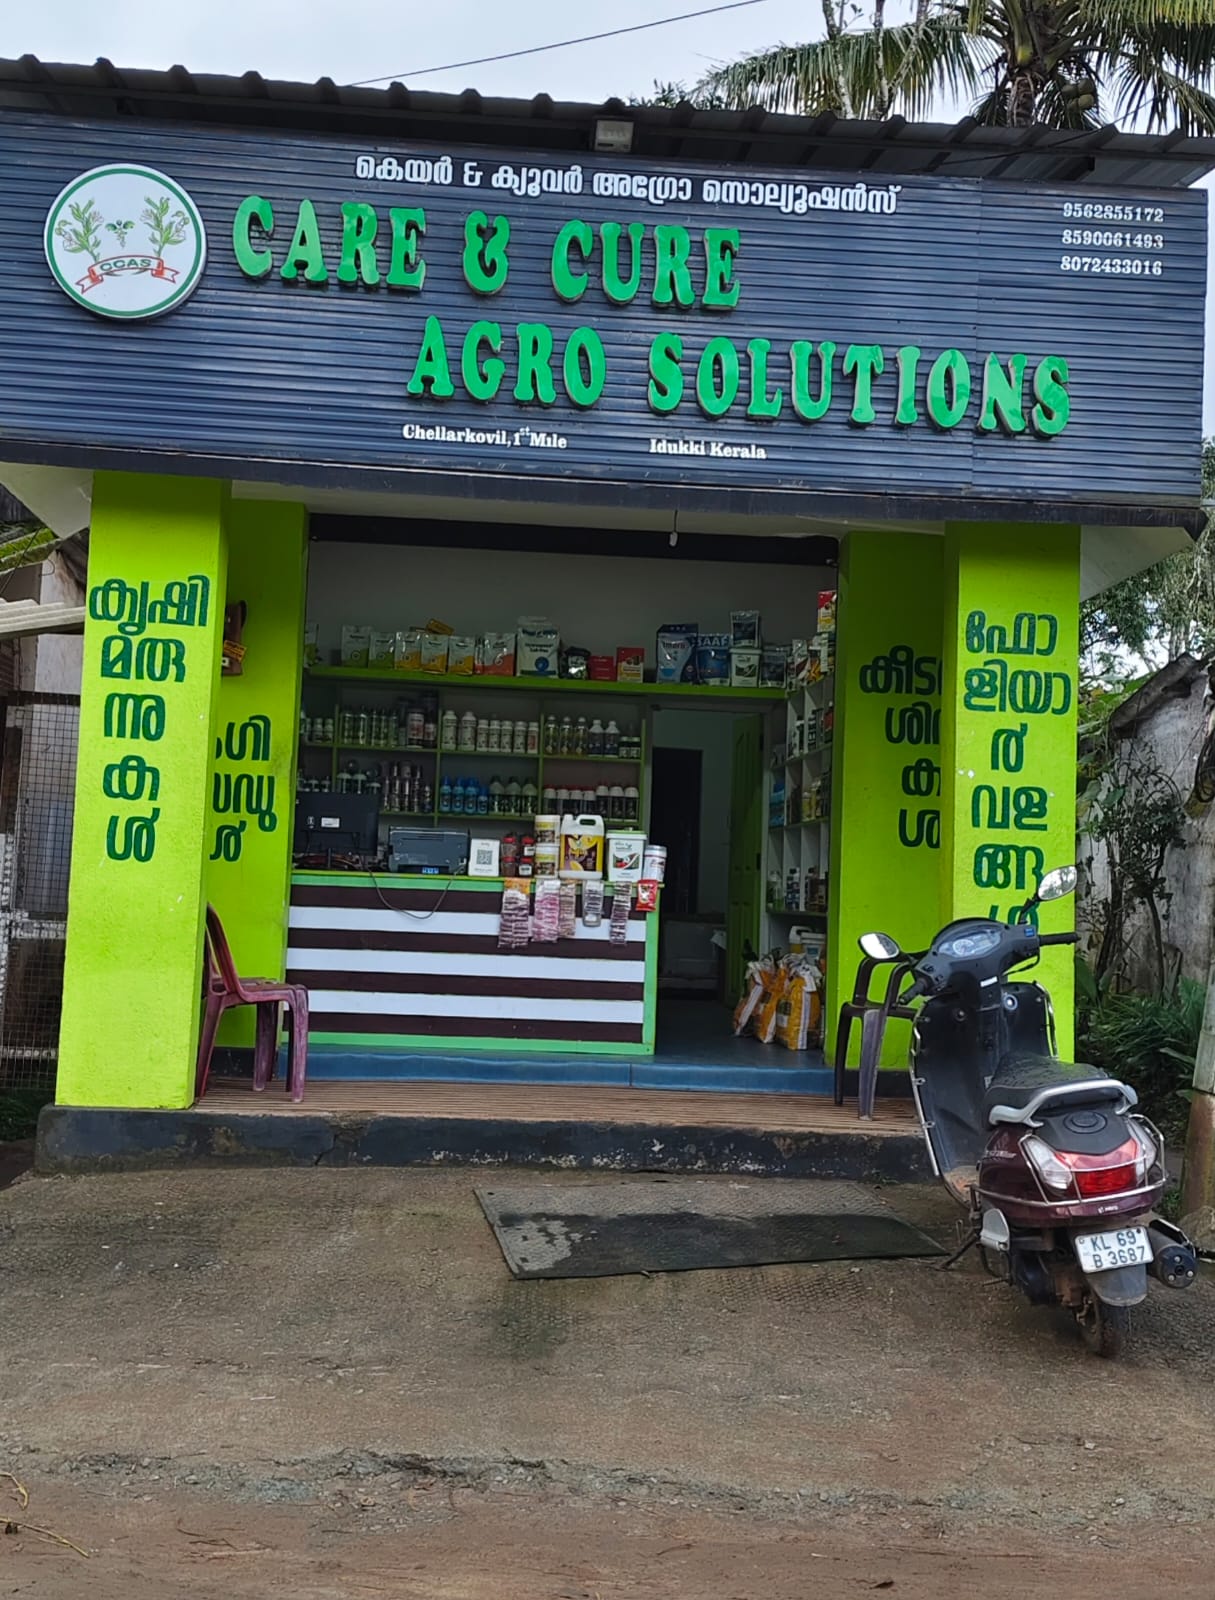 കെയർ & ക്യൂവർ അഗ്രോ സൊല്യൂഷൻസ്
9562855172
8590061493
8072433016
CCAS
CARE & CURE
AGRO SOLUTIONS
Chellarkovil, 1st Mile
Idukki Kerala
കൃഷി
മരു
ന്നു
ക
ൾ
ഫോ
ളിയാ
ർ
വള
ങ്ങ
കീട
ശിന
ക
ൾ
SAAF
KL 69
B 3687